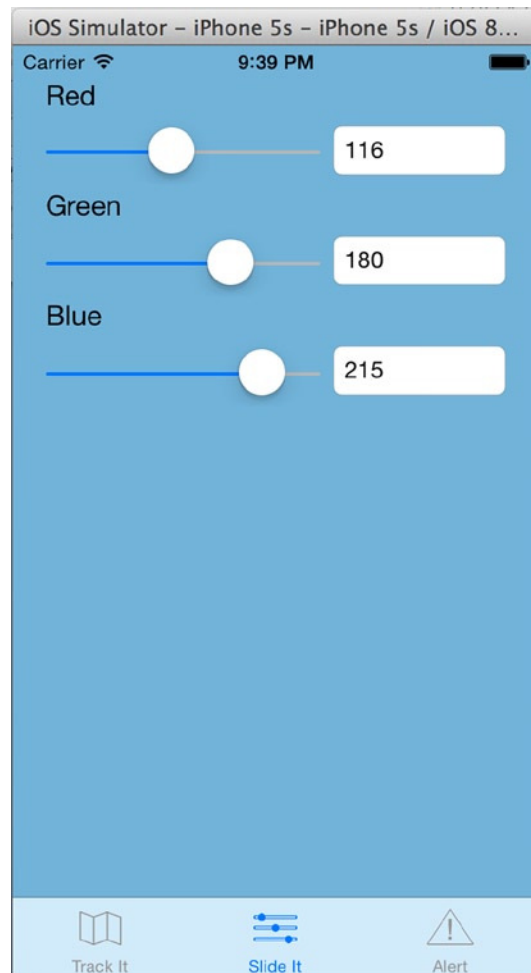 iOS Simulator – iPhone 5s – iPhone 5s / iOS 8...
Carrier 9:39 PM
Red
116
Green
180
Blue
215
Track It Slide It Alert